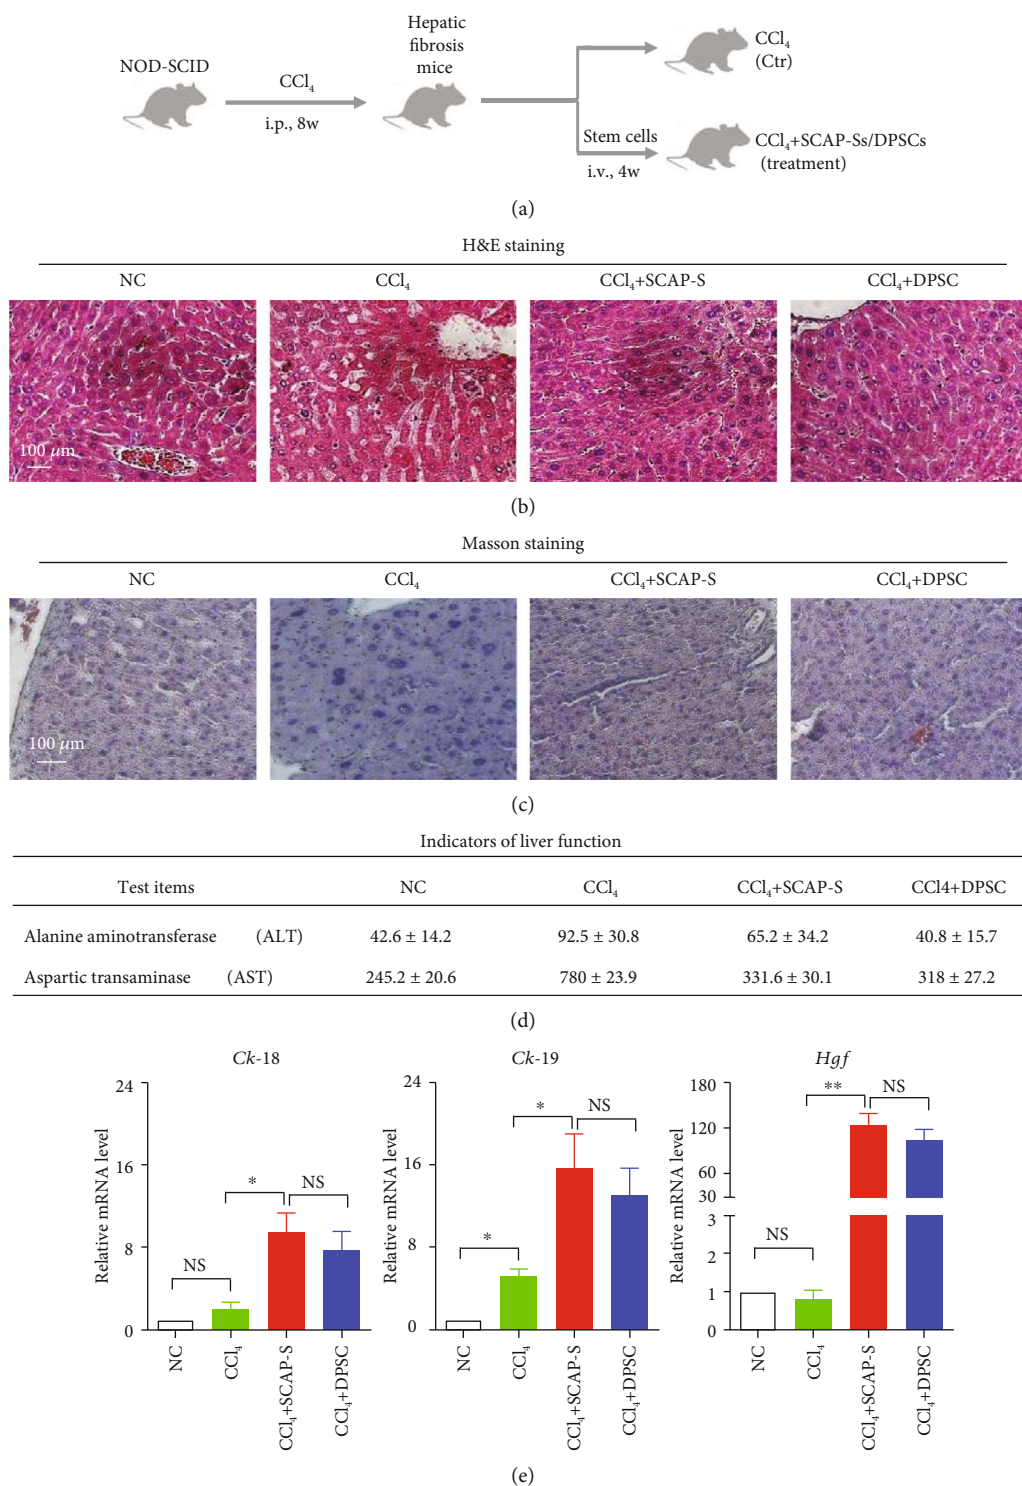 NOD-SCID
CCl4
i.p., 8w
Hepatic
fibrosis
mice
CCl4
(Ctr)
Stem cells
i.v., 4w
CCl4+SCAP-Ss/DPSCs
(treatment)
(a)
H&E staining
NC CCl4 CCl4+SCAP-S CCl4+DPSC
100 μm
(b)
Masson staining
NC CCl4 CCl4+SCAP-S CCl4+DPSC
100 μm
(c)
Indicators of liver function
Test items NC CCl4 CCl4+SCAP-S CCl4+DPSC
Alanine aminotransferase (ALT) 42.6 ± 14.2 92.5 ± 30.8 65.2 ± 34.2 40.8 ± 15.7
Aspartic transaminase (AST) 245.2 ± 20.6 780 ± 23.9 331.6 ± 30.1 318 ± 27.2
(d)
Ck-18
Relative mRNA level
24
16
8
0
NS
*
NS
NC
CCl4
CCl4+SCAP-S
CCl4+DPSC
Ck-19
Relative mRNA level
24
16
8
0
*
*
NS
NC
CCl4
CCl4+SCAP-S
CCl4+DPSC
Hgf
Relative mRNA level
180
120
60
30
3
2
1
0
NS
**
NS
NC
CCl4
CCl4+SCAP-S
CCl4+DPSC
(e)